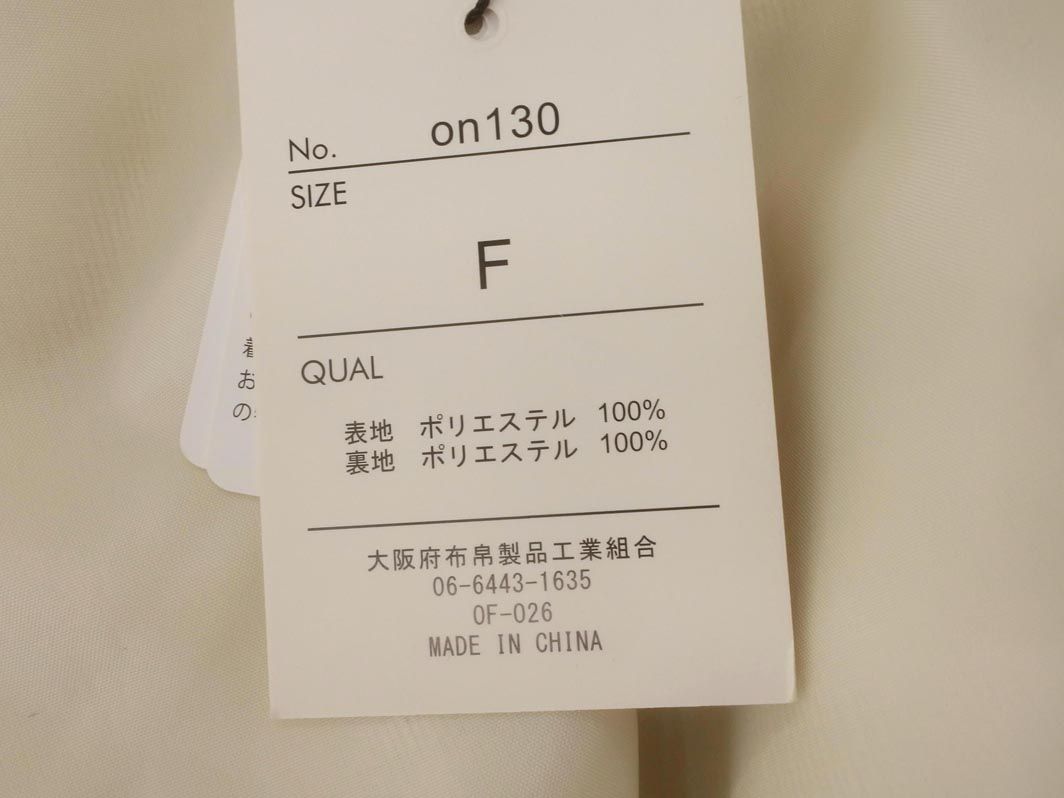 No. on130
SIZE
F
QUAL
表地 ポリエステル 100%
裏地 ポリエステル 100%
大阪府布帛製品工業組合
06-6443-1635
OF-026
MADE IN CHINA
お
の